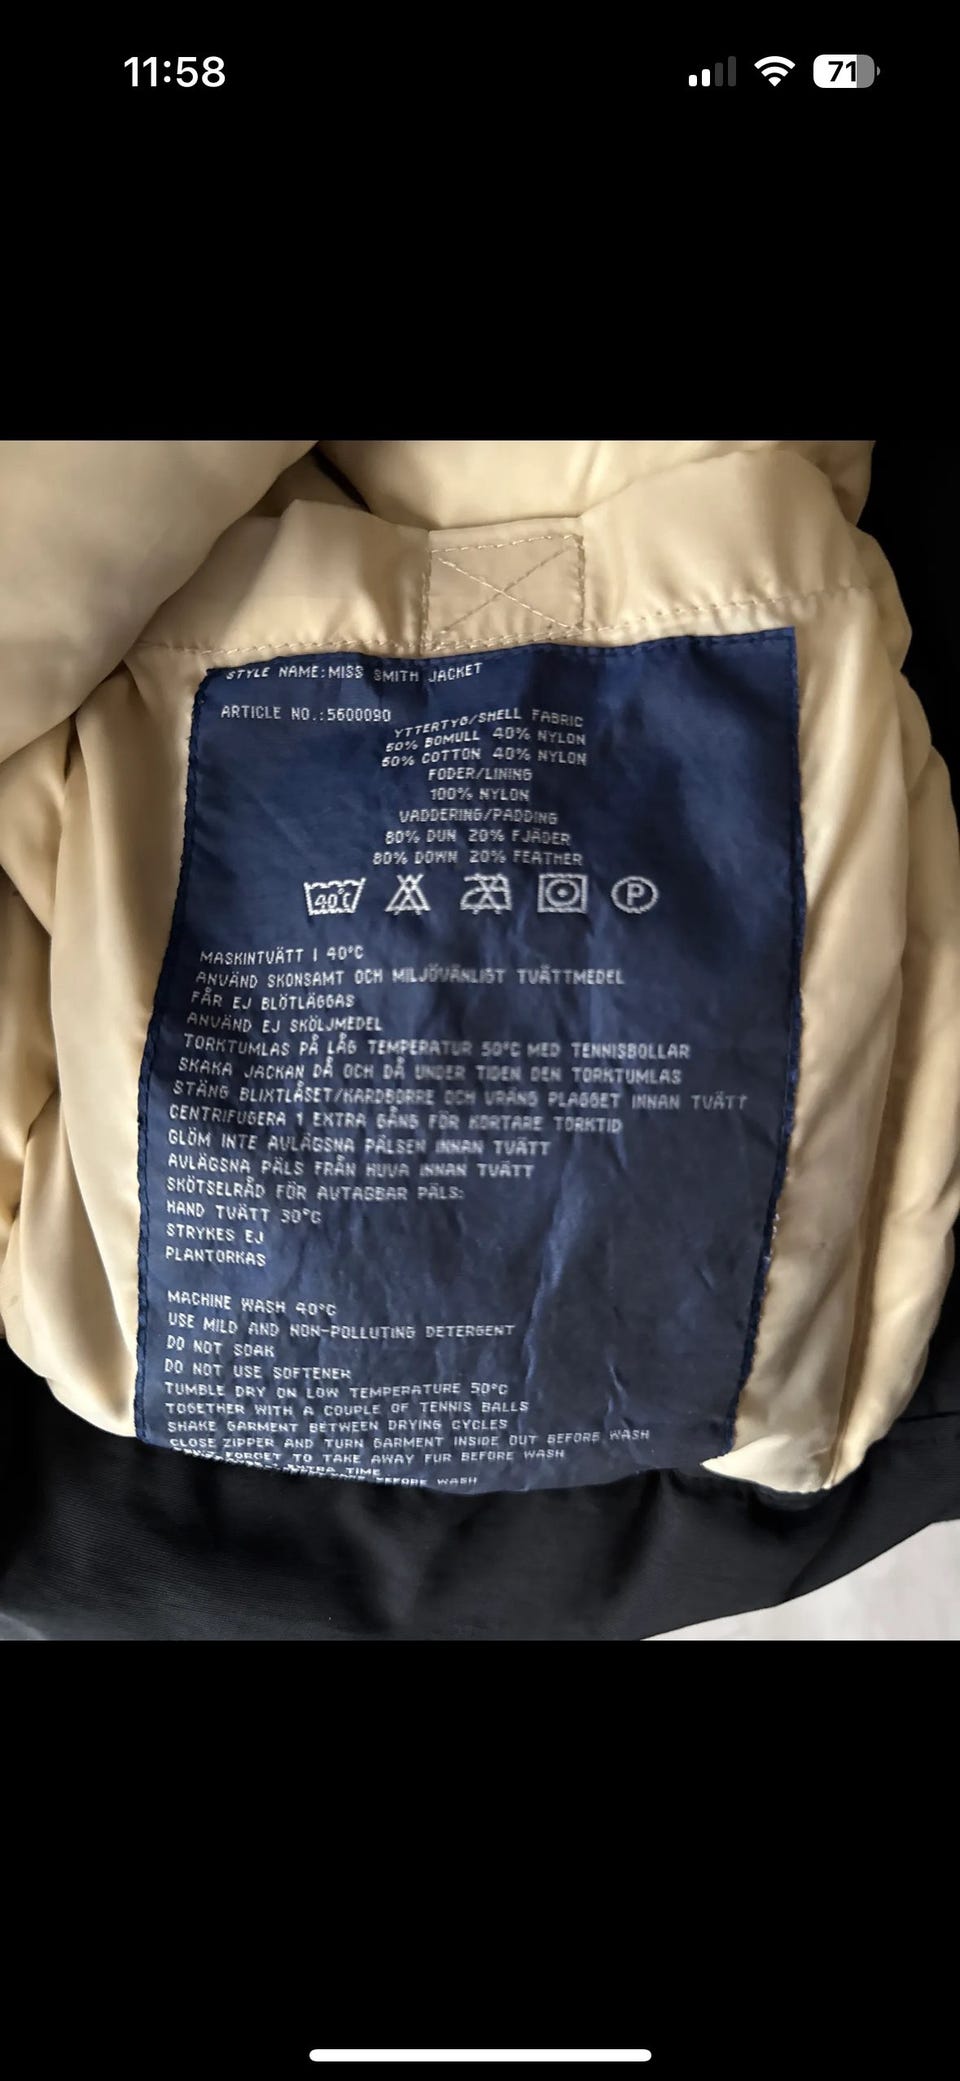 11:58
71
STYLE NAME:MISS SMITH JACKET
ARTICLE NO.:5600090
YTTERTYG/SHELL FABRIC
60% BOMULL 40% NYLON
60% COTTON 40% NYLON
FODER/LINING
100% NYLON
VADDERING/PADDING
80% DUN 20% FJÄDER
80% DOWN 20% FEATHER
40°C
P
MASKINTVÄTT I 40°C
ANVÄND SKONSAMT OCH MILJÖVÄNLIGT TVÄTTMEDEL
FÅR EJ BLÖTLÄGGAS
ANVÄND EJ SKÖLJMEDEL
TORKTUMLAS PÅ LÅG TEMPERATUR 50°C MED TENNISBOLLAR
SKAKA JACKAN DÅ OCH DÅ UNDER TIDEN DEN TORKTUMLAS
STÄNG BLIXTLÅSET/KARDBORRE OCH VRÄNG PLAGGET INNAN TVÄTT
CENTRIFUGERA 1 EXTRA GÅNG FÖR KORTARE TORKTID
GLÖM INTE AVLÄGSNA PÄLSEN INNAN TVÄTT
AVLÄGSNA PÄLS FRÅN HUVA INNAN TVÄTT
SKÖTSELRÅD FÖR AVTAGBAR PÄLS:
HAND TVÄTT 30°C
STRYKES EJ
PLANTORKAS
MACHINE WASH 40°C
USE MILD AND NON-POLLUTING DETERGENT
DO NOT SOAK
DO NOT USE SOFTENER
TUMBLE DRY ON LOW TEMPERATURE 50°C
TOGETHER WITH A COUPLE OF TENNIS BALLS
SHAKE GARMENT BETWEEN DRYING CYCLES
CLOSE ZIPPER AND TURN GARMENT INSIDE OUT BEFORE WASH
FORGET TO TAKE AWAY FUR BEFORE WASH
EXTRA TIME
BEFORE WASH